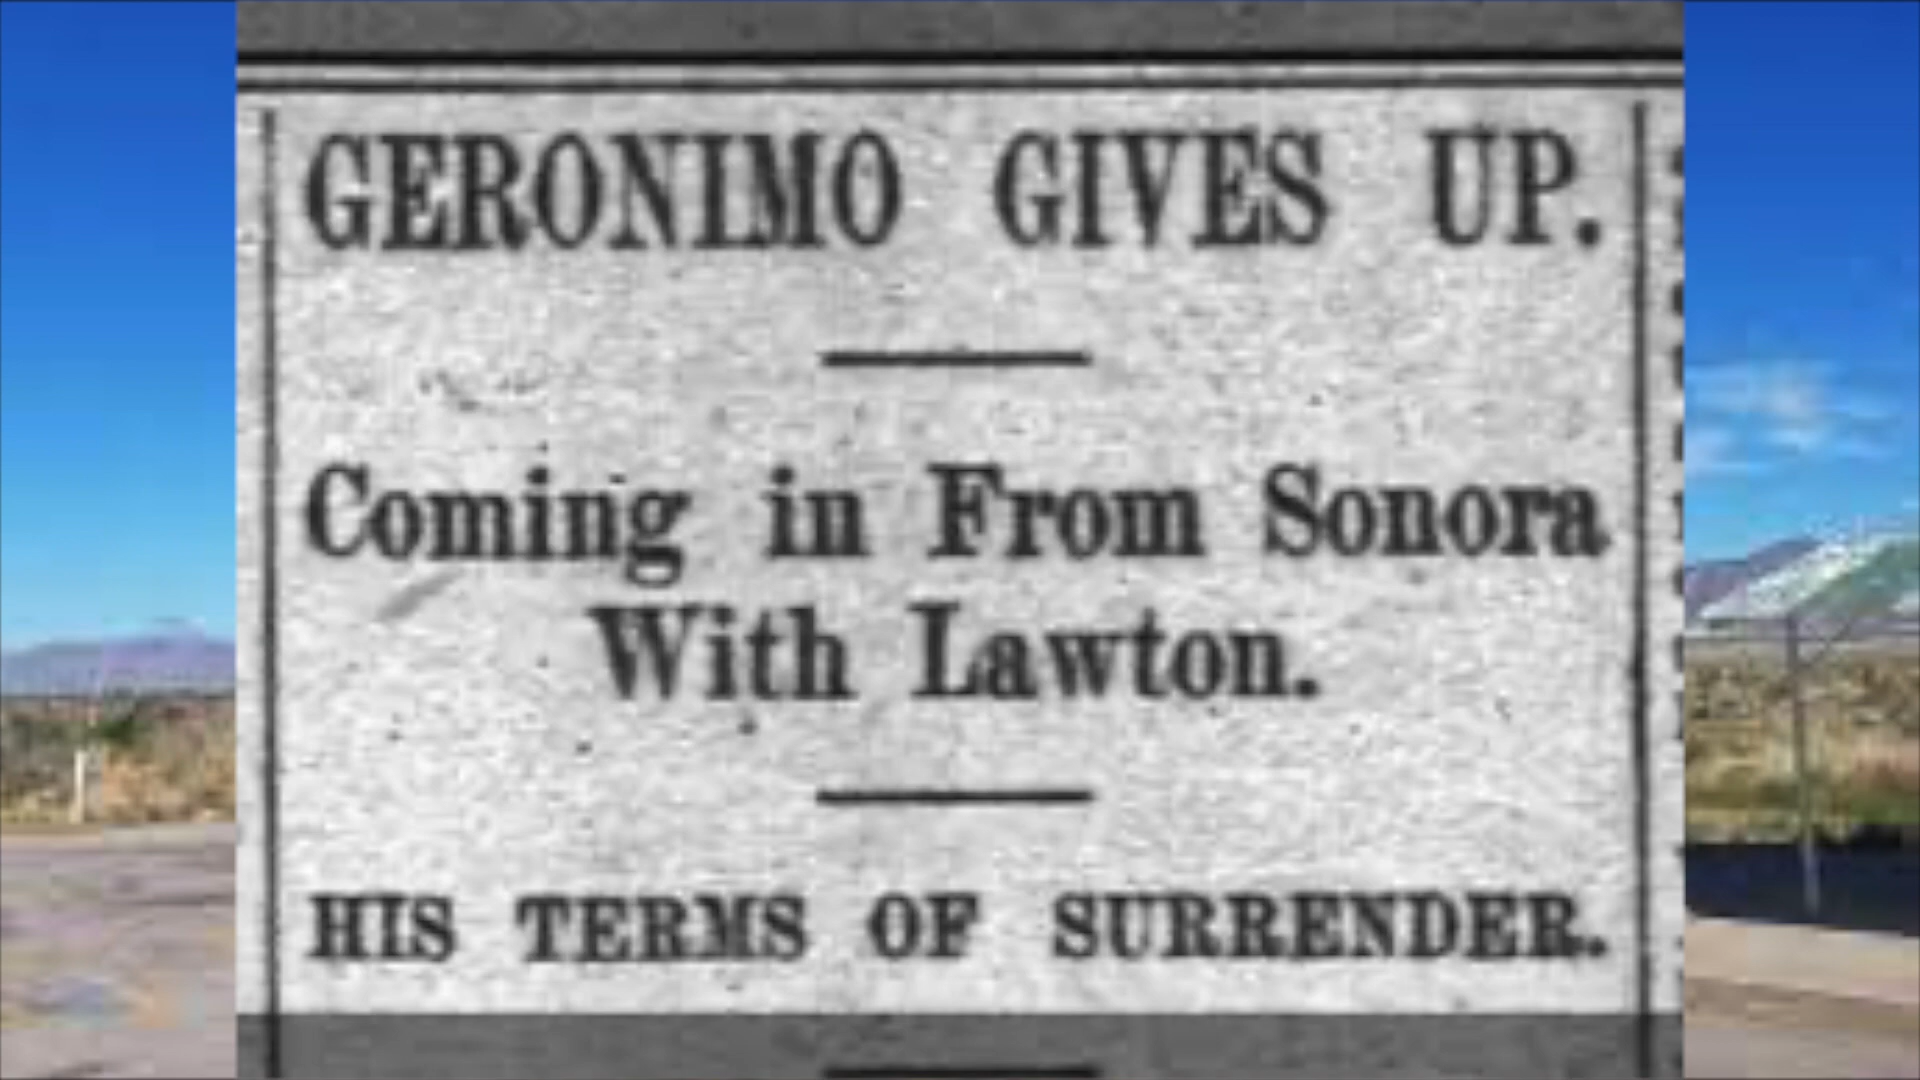 GERONIMO GIVES UP.
Coming in From Sonora
With Lawton.
HIS TERMS OF SURRENDER.